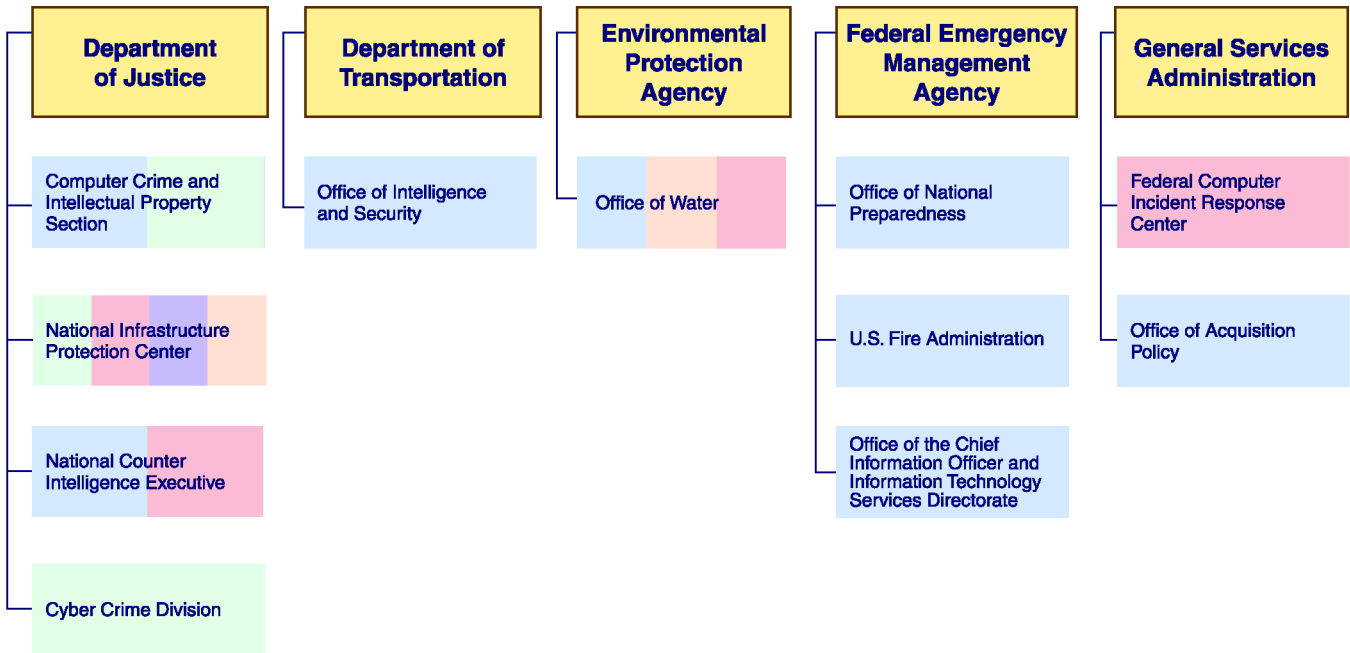 Department
of Justice
Computer Crime and
Intellectual Property
Section
National Infrastructure
Protection Center
National Counter
Intelligence Executive
Cyber Crime Division
Department of
Transportation
Office of Intelligence
and Security
Environmental
Protection
Agency
Office of Water
Federal Emergency
Management
Agency
Office of National
Preparedness
U.S. Fire Administration
Office of the Chief
Information Officer and
Information Technology
Services Directorate
General Services
Administration
Federal Computer
Incident Response
Center
Office of Acquisition
Policy